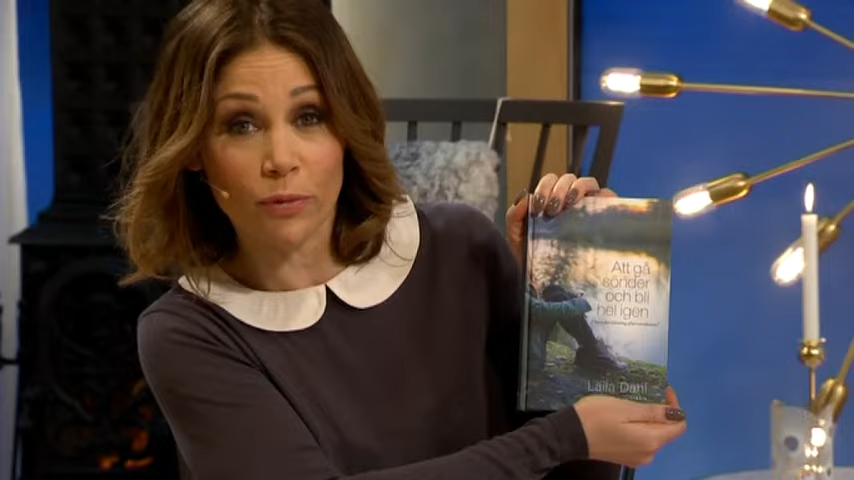 Att gå
sönder
och bli
hel igen
Laila Dahl